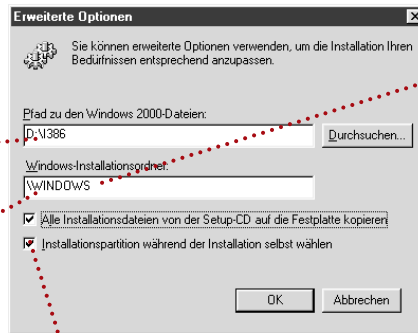 Erweiterte Optionen
Sie können erweiterte Optionen verwenden, um die Installation Ihren
Bedürfnissen entsprechend anzupassen.
Pfad zu den Windows 2000-Dateien:
D:\I386
Durchsuchen...
Windows-Installationsordner:
\WINDOWS
Alle Installationsdateien von der Setup-CD auf die Festplatte kopieren
Installationspartition während der Installation selbst wählen
OK
Abbrechen